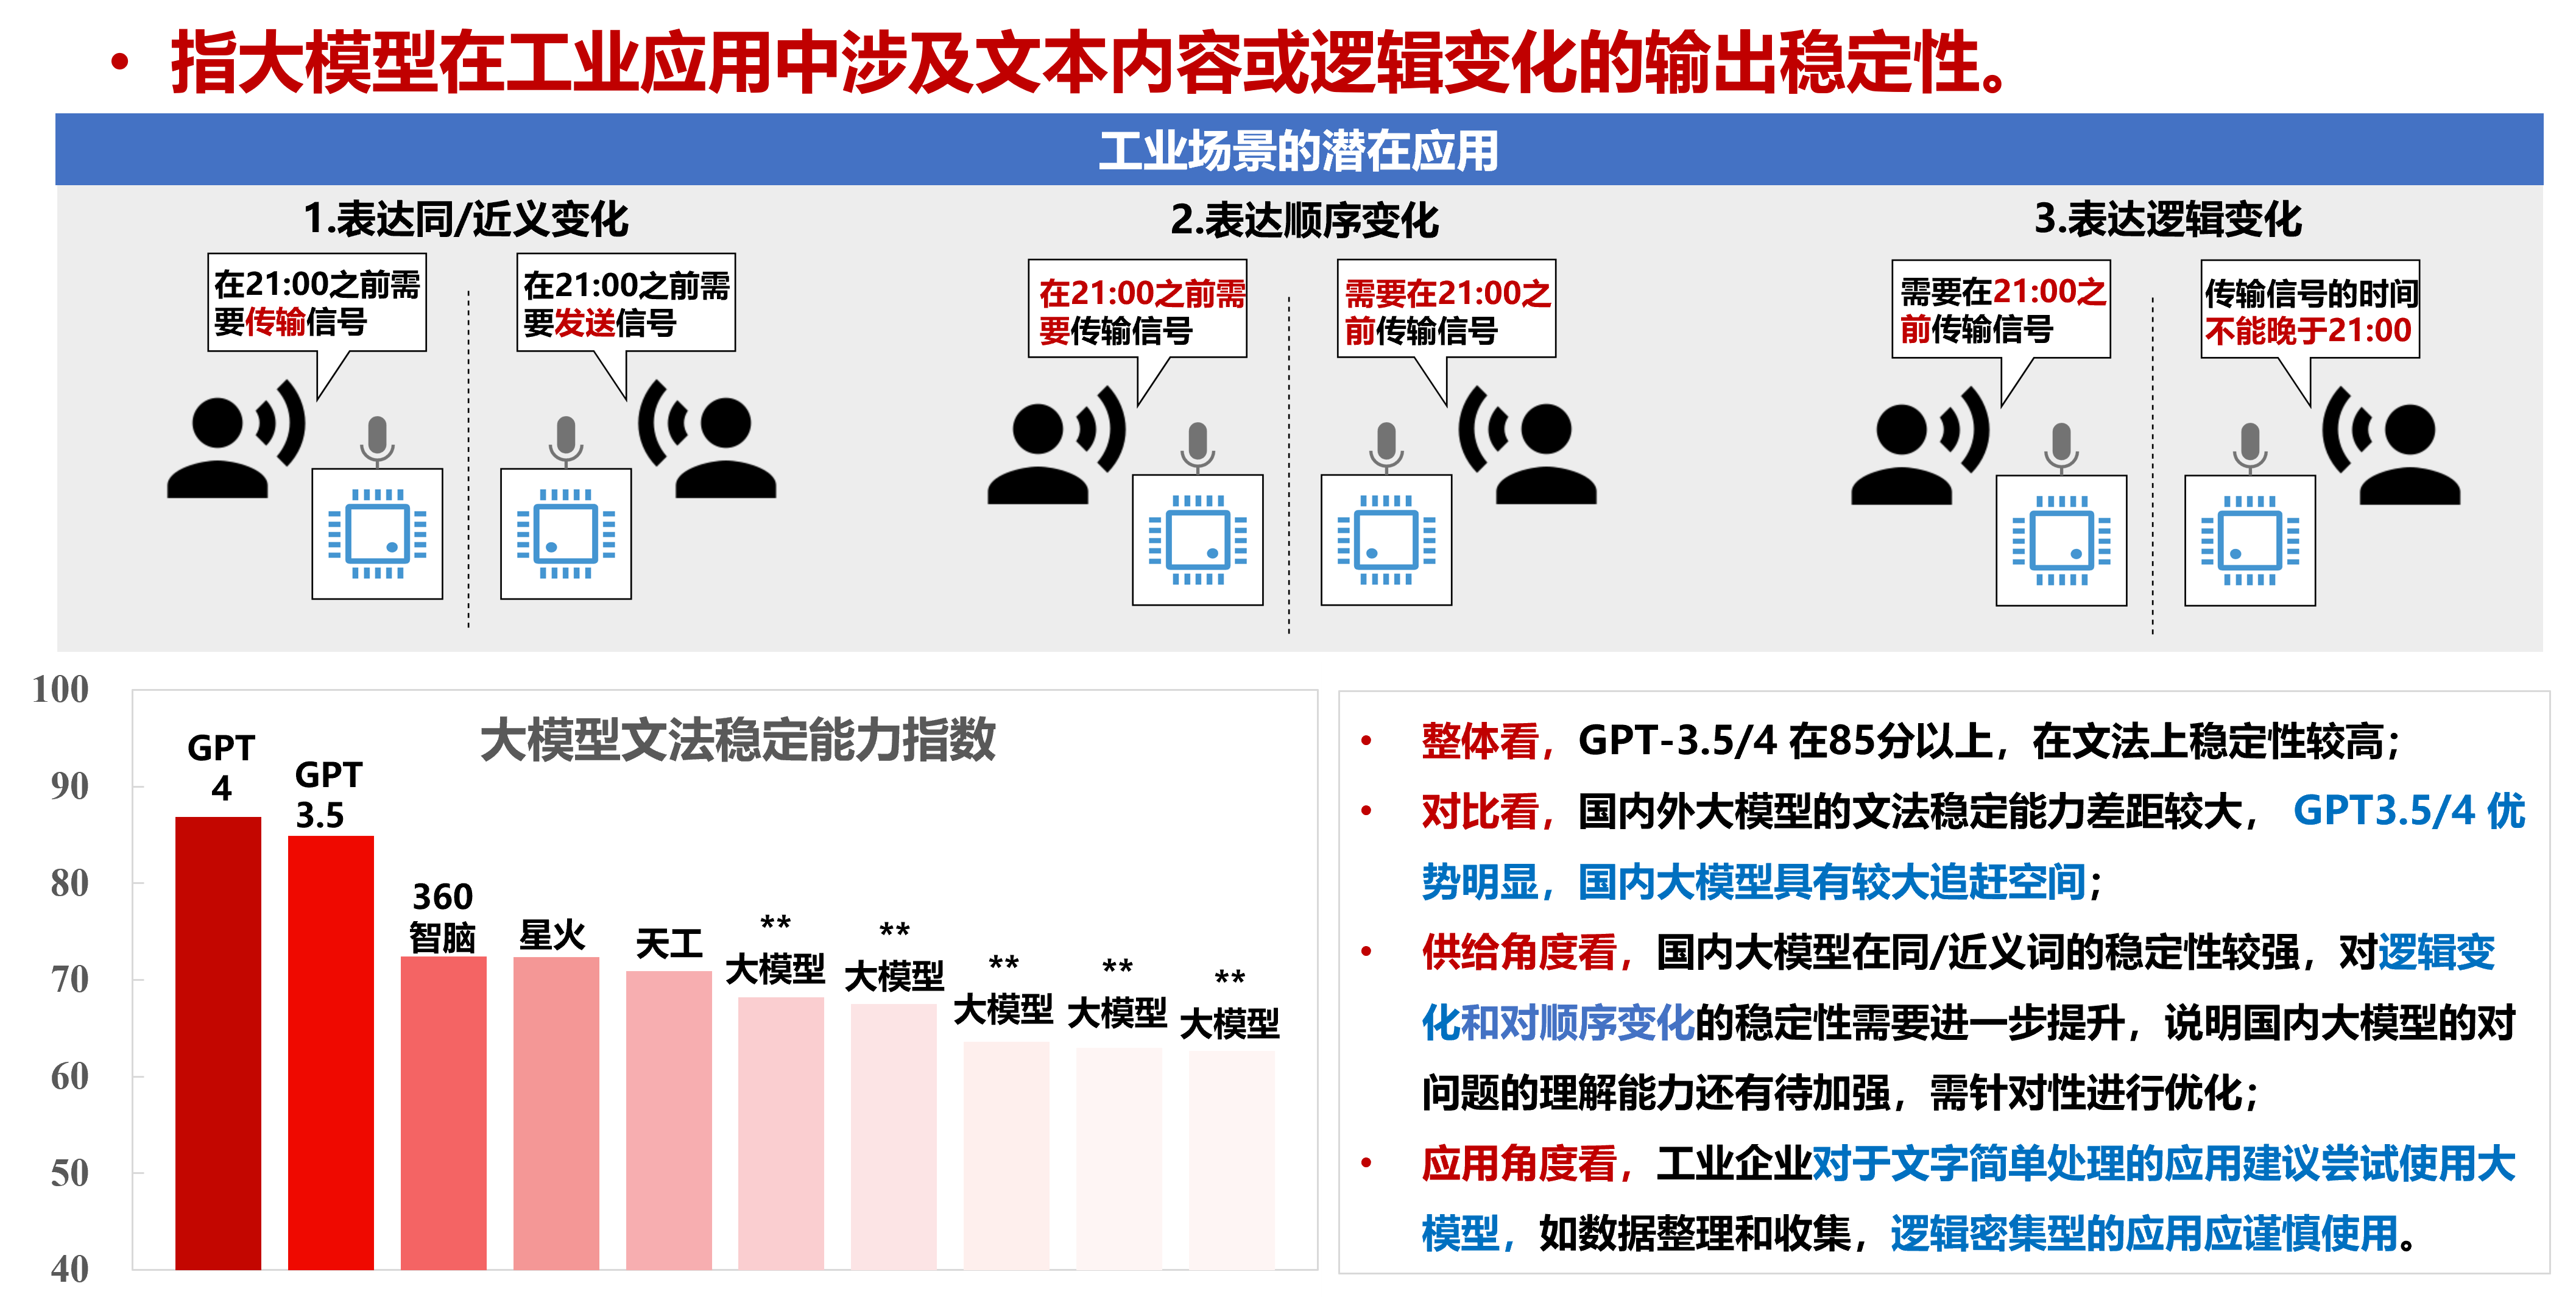 • 指大模型在工业应用中涉及文本内容或逻辑变化的输出稳定性。
工业场景的潜在应用
1.表达同/近义变化
在21:00之前需
要传输信号
在21:00之前需
要发送信号
2.表达顺序变化
在21:00之前需
要传输信号
需要在21:00之
前传输信号
3.表达逻辑变化
需要在21:00之
前传输信号
传输信号的时间
不能晚于21:00
大模型文法稳定能力指数
100
90
80
70
60
50
40
GPT
4
GPT
3.5
360
智脑
星火
天工
**
大模型
**
大模型
**
大模型
**
大模型
**
大模型
• 整体看，GPT-3.5/4 在85分以上，在文法上稳定性较高；
• 对比看，国内外大模型的文法稳定能力差距较大， GPT3.5/4 优
势明显，国内大模型具有较大追赶空间；
• 供给角度看，国内大模型在同/近义词的稳定性较强，对逻辑变
化和对顺序变化的稳定性需要进一步提升，说明国内大模型的对
问题的理解能力还有待加强，需针对性进行优化；
• 应用角度看，工业企业对于文字简单处理的应用建议尝试使用大
模型，如数据整理和收集，逻辑密集型的应用应谨慎使用。